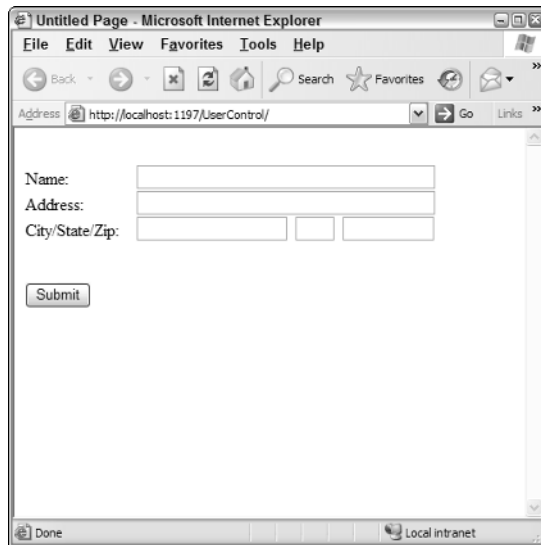 Untitled Page - Microsoft Internet Explorer
File Edit View Favorites Tools Help
Back Search Favorites »
Address http://localhost:1197/UserControl/ Go Links »
Name:
Address:
City/State/Zip:
Submit
Done Local intranet